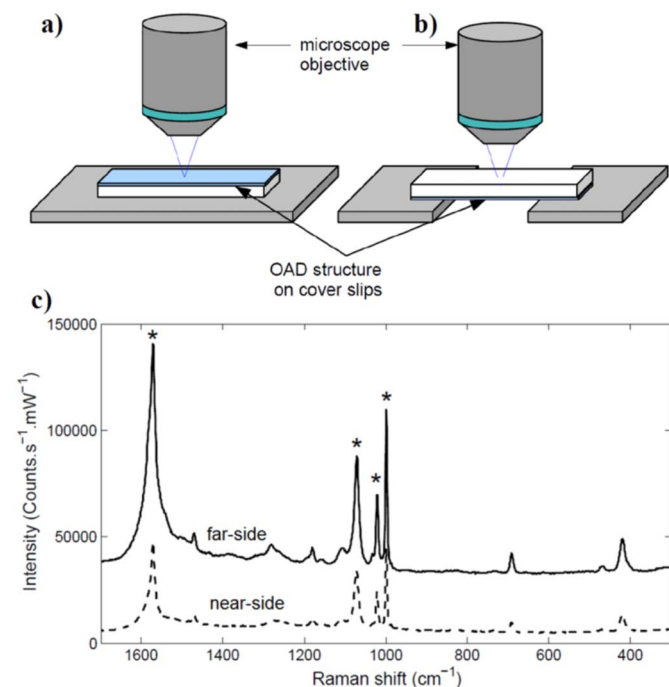 a)
b)
microscope
objective
OAD structure
on cover slips
c)
150000
100000
50000
0
Intensity (Counts.s⁻¹.mW⁻¹)
*
*
*
*
far-side
near-side
1600 1400 1200 1000 800 600 400
Raman shift (cm⁻¹)